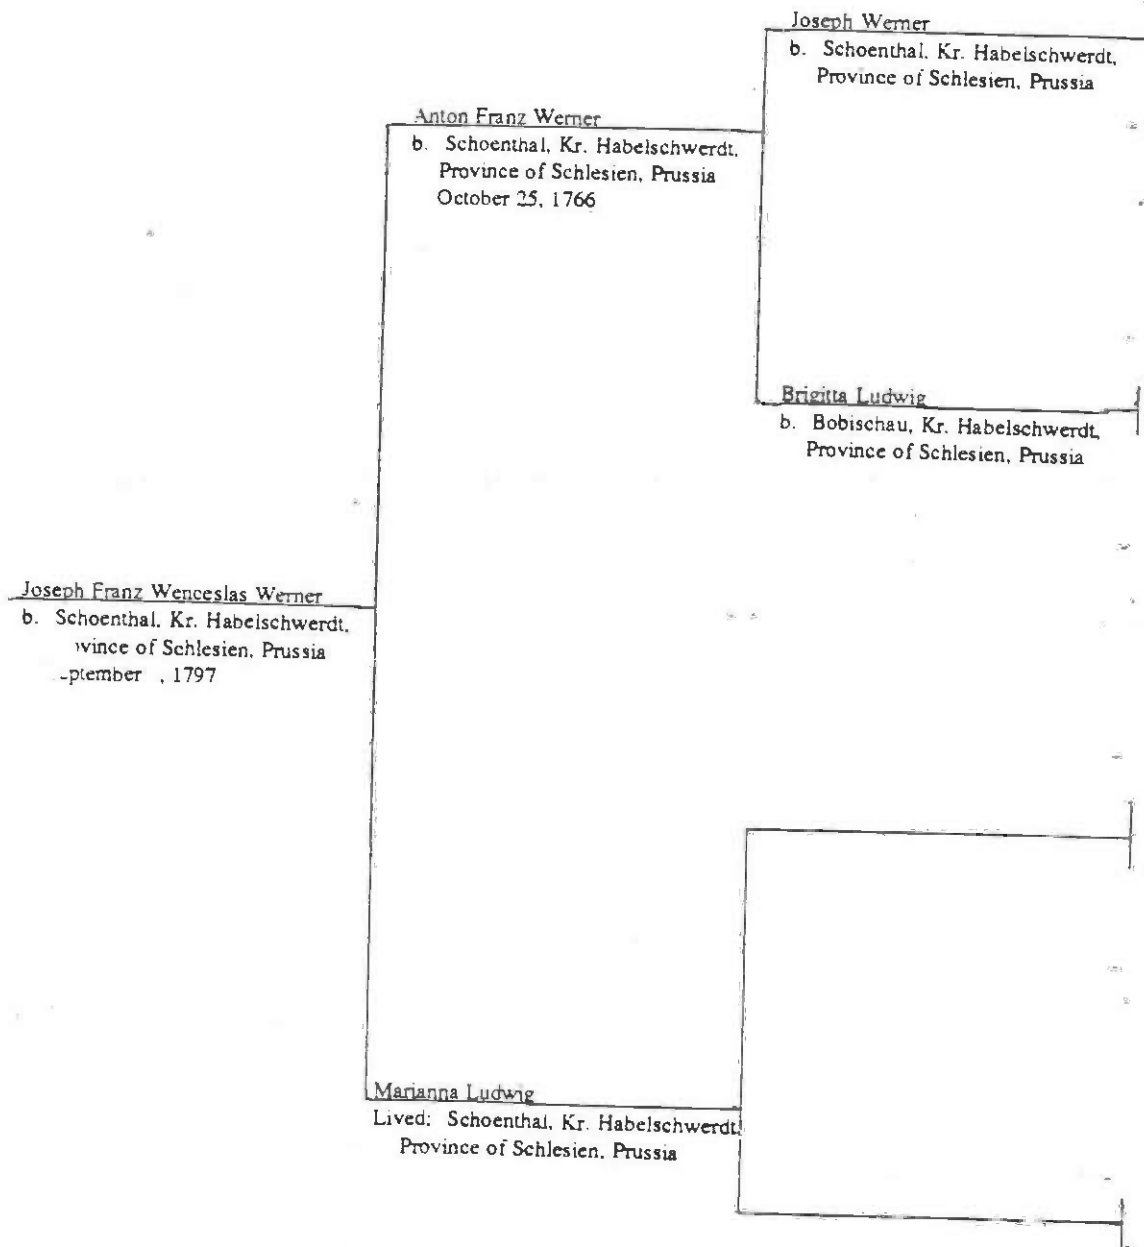 Joseph Werner
b. Schoenthal, Kr. Habelschwerdt,
Province of Schlesien, Prussia
Anton Franz Werner
b. Schoenthal, Kr. Habelschwerdt,
Province of Schlesien, Prussia
October 25, 1766
Brigitta Ludwig
b. Bobischau, Kr. Habelschwerdt,
Province of Schlesien, Prussia
Joseph Franz Wenceslas Werner
b. Schoenthal, Kr. Habelschwerdt,
vince of Schlesien, Prussia
ptember , 1797
Marianna Ludwig
Lived: Schoenthal, Kr. Habelschwerdt,
Province of Schlesien, Prussia